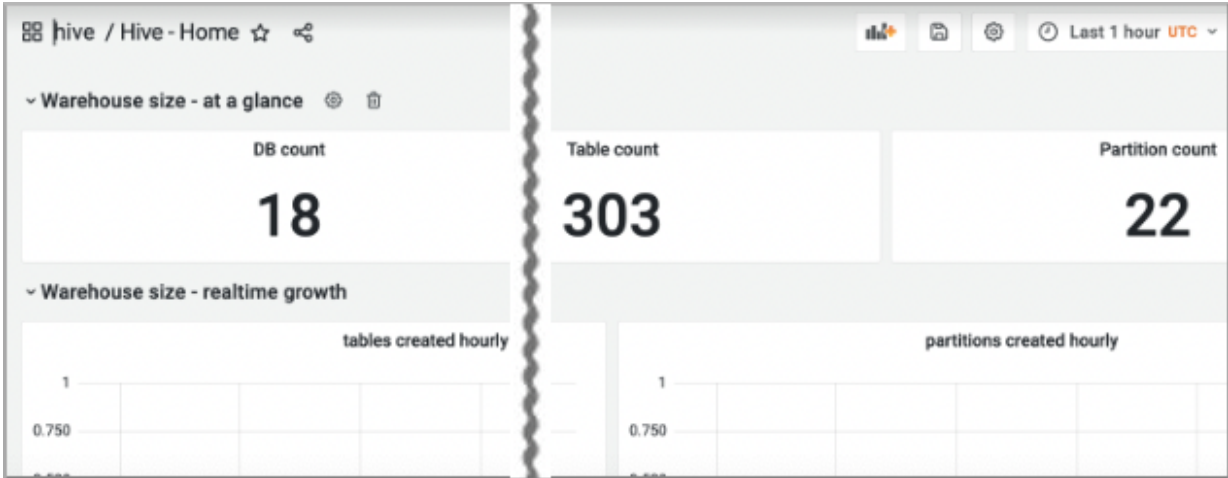 hive / Hive - Home
Last 1 hour UTC
Warehouse size - at a glance
DB count
Table count
Partition count
18
303
22
Warehouse size - realtime growth
tables created hourly
partitions created hourly
1
1
0.750
0.750